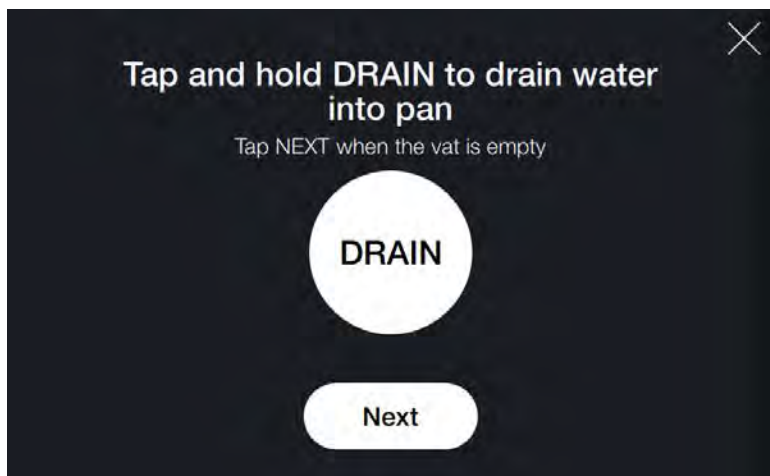 Tap and hold DRAIN to drain water
into pan
Tap NEXT when the vat is empty
DRAIN
Next